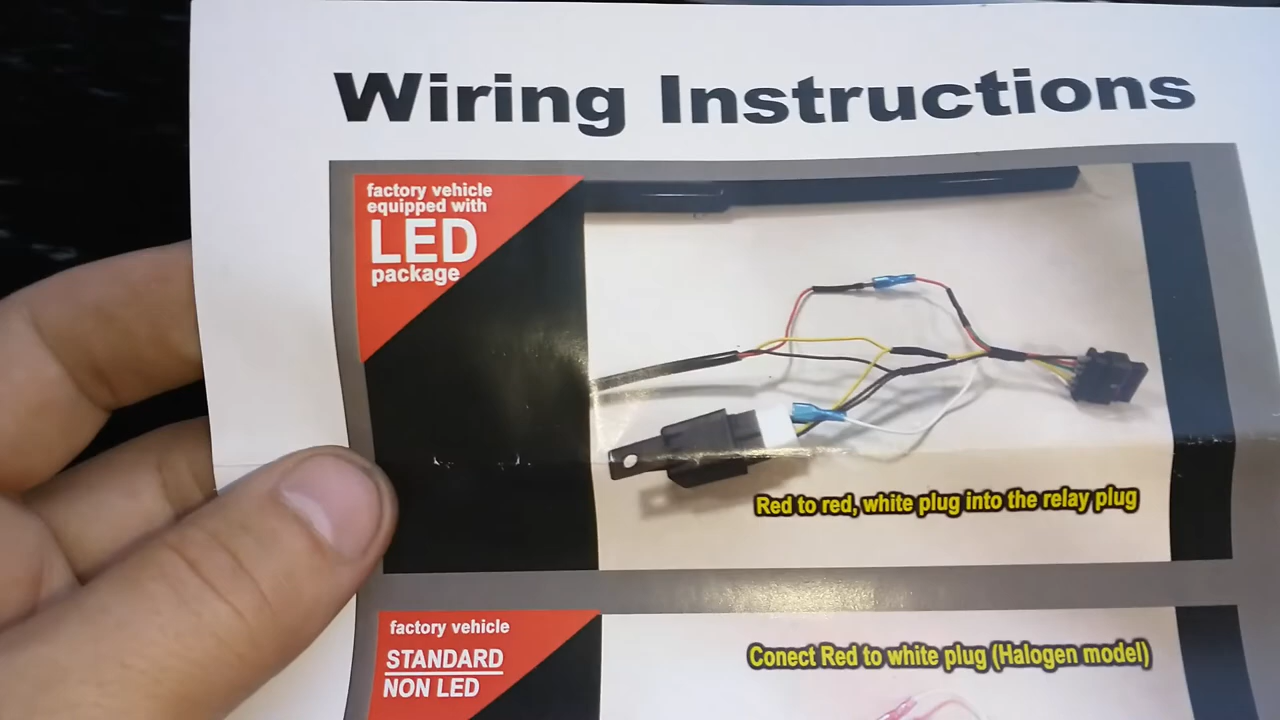 Wiring Instructions
factory vehicle
equipped with
LED
package
Red to red, white plug into the relay plug
factory vehicle
STANDARD
NON LED
Conect Red to white plug (Halogen model)